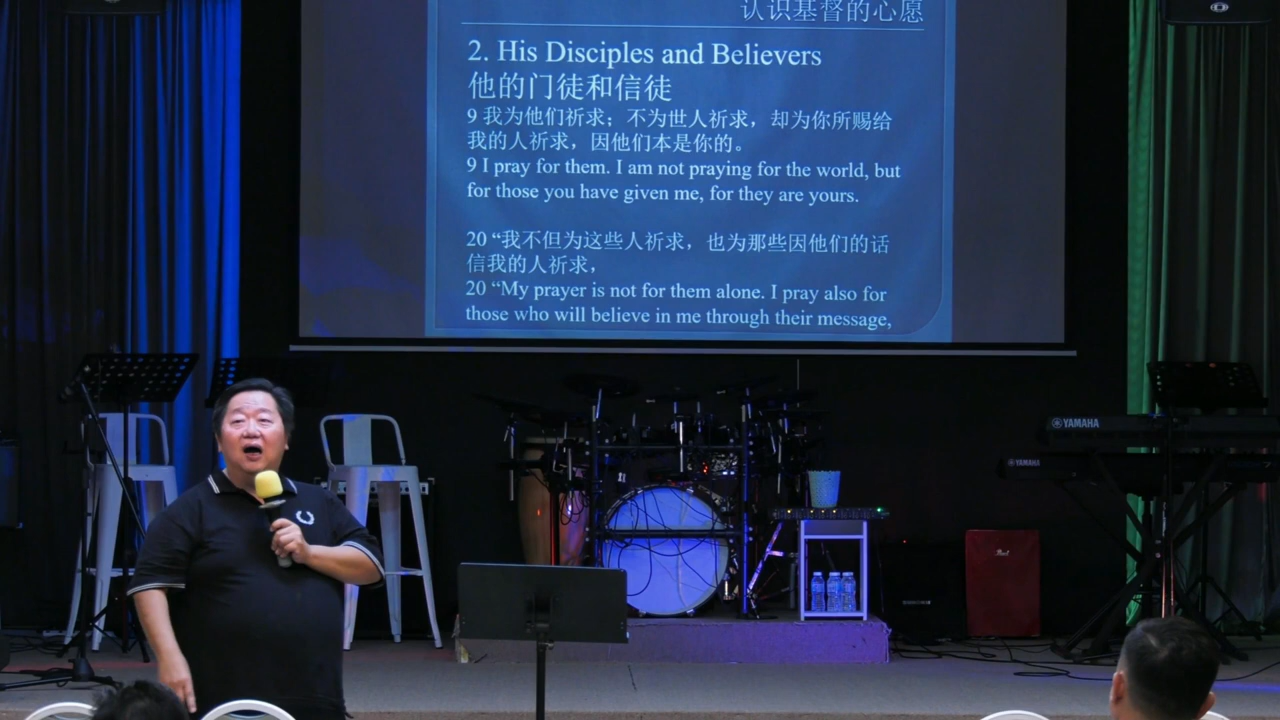 认识基督的心愿
2. His Disciples and Believers
他的门徒和信徒
9 我为他们祈求；不为世人祈求，却为你所赐给
我的人祈求，因他们本是你的。
9 I pray for them. I am not praying for the world, but
for those you have given me, for they are yours.
20 “我不但为这些人祈求，也为那些因他们的话
信我的人祈求，
20 “My prayer is not for them alone. I pray also for
those who will believe in me through their message,
YAMAHA
YAMAHA
Pearl